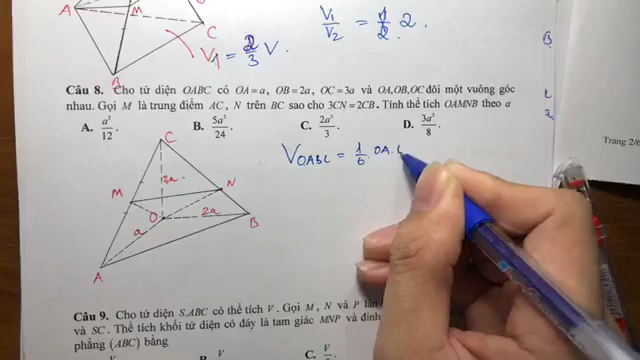 A M
C
B
V₁ = 2/3 V
V₁/V₂ = 1/2 2
Câu 8. Cho tứ diện OABC có OA = a, OB = 2a, OC = 3a và OA, OB, OC đôi một vuông góc
nhau. Gọi M là trung điểm AC, N trên BC sao cho 3CN = 2CB. Tính thể tích OAMNB theo a
A. a³/12. B. 5a³/24. C. 2a³/3. D. 3a³/8.
Trang 2/6
C
V_OABC = 1/6 . OA.
3a
M N
O 2a B
a
A
Câu 9. Cho tứ diện S.ABC có thể tích V. Gọi M, N và P lần
và SC. Thể tích khối tứ diện có đáy là tam giác MNP và đỉnh
phẳng (ABC) bằng
V V C. V